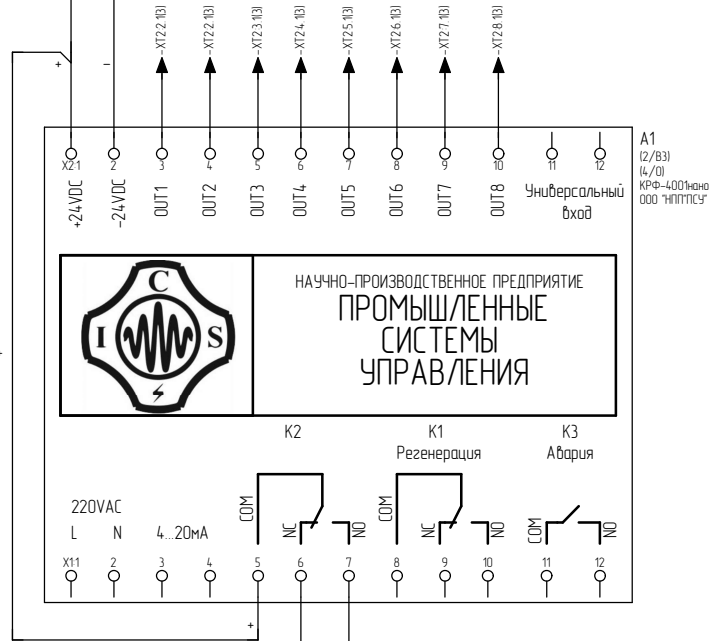 -XT2:2.1(3)
-XT2:2.2(3)
-XT2:3.1(3)
-XT2:4.1(3)
-XT2:5.1(3)
-XT2:6.1(3)
-XT2:7.1(3)
-XT2:8.1(3)
+ −
X2:1 2 3 4 5 6 7 8 9 10 11 12
+24VDC
-24VDC
OUT1
OUT2
OUT3
OUT4
OUT5
OUT6
OUT7
OUT8
Универсальный
вход
A1
(2/B3)
(4/0)
КРФ-4001нано
ООО "НПП"ПСУ"
C
I S
НАУЧНО-ПРОИЗВОДСТВЕННОЕ ПРЕДПРИЯТИЕ
ПРОМЫШЛЕННЫЕ
СИСТЕМЫ
УПРАВЛЕНИЯ
K2
K1
Регенерация
K3
Авария
220VAC
L N 4...20мА
COM NC NO
COM NC NO
COM NO
X1:1 2 3 4 5 6 7 8 9 10 11 12
+